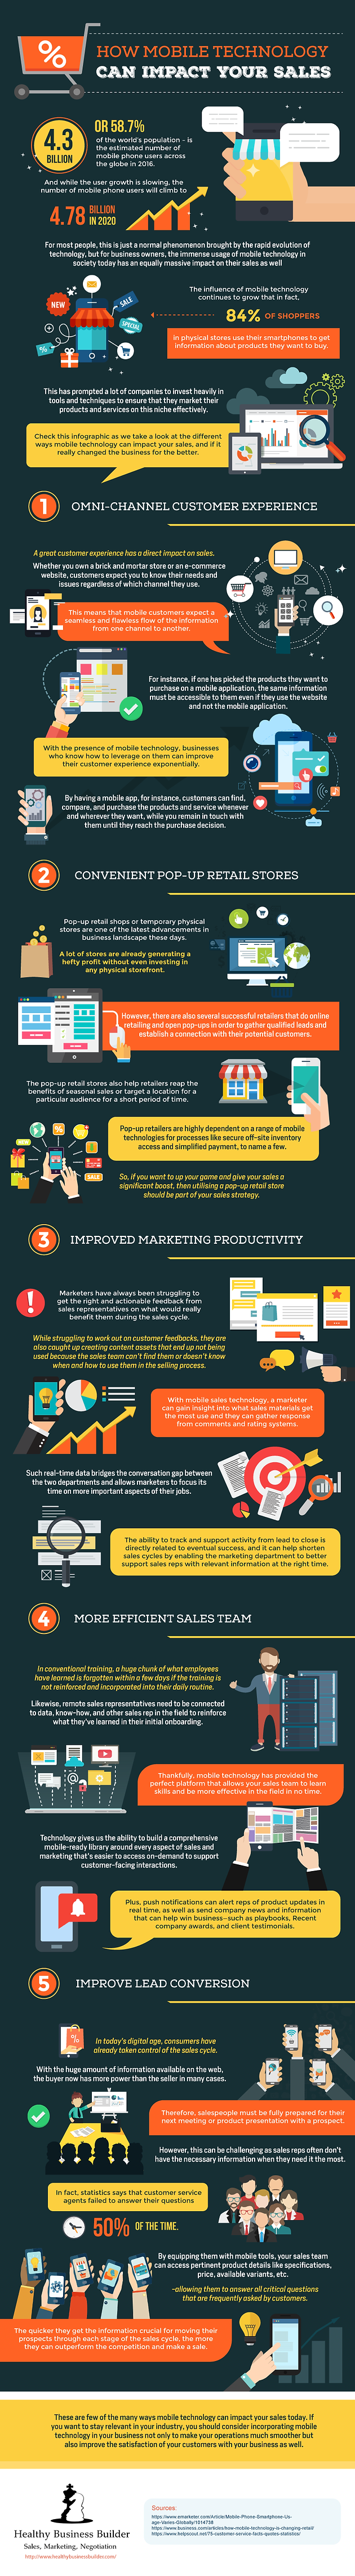 %
HOW MOBILE TECHNOLOGY
CAN IMPACT YOUR SALES
4.3
BILLION
OR 58.7%
of the world's population - is
the estimated number of
mobile phone users across
the globe in 2016.
And while the user growth is slowing, the
number of mobile phone users will climb to
4.78 BILLION
IN 2020
For most people, this is just a normal phenomenon brought by the rapid evolution of
technology, but for business owners, the immense usage of mobile technology in
society today has an equally massive impact on their sales as well
NEW
SALE
SPECIAL
%
The influence of mobile technology
continues to grow that in fact,
84% OF SHOPPERS
in physical stores use their smartphones to get
information about products they want to buy.
This has prompted a lot of companies to invest heavily in
tools and techniques to ensure that they market their
products and services on this niche effectively.
Check this infographic as we take a look at the different
ways mobile technology can impact your sales, and if it
really changed the business for the better.
1
OMNI-CHANNEL CUSTOMER EXPERIENCE
A great customer experience has a direct impact on sales.
Whether you own a brick and mortar store or an e-commerce
website, customers expect you to know their needs and
issues regardless of which channel they use.
This means that mobile customers expect a
seamless and flawless flow of the information
from one channel to another.
For instance, if one has picked the products they want to
purchase on a mobile application, the same information
must be accessible to them even if they use the website
and not the mobile application.
With the presence of mobile technology, businesses
who know how to leverage on them can improve
their customer experience exponentially.
By having a mobile app, for instance, customers can find,
compare, and purchase the products and service whenever
and wherever they want, while you remain in touch with
them until they reach the purchase decision.
2
CONVENIENT POP-UP RETAIL STORES
Pop-up retail shops or temporary physical
stores are one of the latest advancements in
business landscape these days.
A lot of stores are already generating a
hefty profit without even investing in
any physical storefront.
However, there are also several successful retailers that do online
retailing and open pop-ups in order to gather qualified leads and
establish a connection with their potential customers.
The pop-up retail stores also help retailers reap the
benefits of seasonal sales or target a location for a
particular audience for a short period of time.
%
SALE
Pop-up retailers are highly dependent on a range of mobile
technologies for processes like secure off-site inventory
access and simplified payment, to name a few.
So, if you want to up your game and give your sales a
significant boost, then utilising a pop-up retail store
should be part of your sales strategy.
3
IMPROVED MARKETING PRODUCTIVITY
!
Marketers have always been struggling to
get the right and actionable feedback from
sales representatives on what would really
benefit them during the sales cycle.
While struggling to work out on customer feedbacks, they are
also caught up creating content assets that end up not being
used because the sales team can't find them or doesn't know
when and how to use them in the selling process.
With mobile sales technology, a marketer
can gain insight into what sales materials get
the most use and they can gather response
from comments and rating systems.
Such real-time data bridges the conversation gap between
the two departments and allows marketers to focus its
time on more important aspects of their jobs.
The ability to track and support activity from lead to close is
directly related to eventual success, and it can help shorten
sales cycles by enabling the marketing department to better
support sales reps with relevant information at the right time.
4
MORE EFFICIENT SALES TEAM
In conventional training, a huge chunk of what employees
have learned is forgotten within a few days if the training is
not reinforced and incorporated into their daily routine.
Likewise, remote sales representatives need to be connected
to data, know-how, and other sales rep in the field to reinforce
what they've learned in their initial onboarding.
@
Thankfully, mobile technology has provided the
perfect platform that allows your sales team to learn
skills and be more effective in the field in no time.
Technology gives us the ability to build a comprehensive
mobile-ready library around every aspect of sales and
marketing that's easier to access on-demand to support
customer-facing interactions.
Plus, push notifications can alert reps of product updates in
real time, as well as send company news and information
that can help win business–such as playbooks, Recent
company awards, and client testimonials.
5
IMPROVE LEAD CONVERSION
%
In today's digital age, consumers have
already taken control of the sales cycle.
With the huge amount of information available on the web,
the buyer now has more power than the seller in many cases.
Therefore, salespeople must be fully prepared for their
next meeting or product presentation with a prospect.
However, this can be challenging as sales reps often don't
have the necessary information when they need it the most.
In fact, statistics says that customer service
agents failed to answer their questions
50% OF THE TIME.
By equipping them with mobile tools, your sales team
can access pertinent product details like specifications,
price, available variants, etc.
-allowing them to answer all critical questions
that are frequently asked by customers.
The quicker they get the information crucial for moving their
prospects through each stage of the sales cycle, the more
they can outperform the competition and make a sale.
These are few of the many ways mobile technology can impact your sales today. If
you want to stay relevant in your industry, you should consider incorporating mobile
technology in your business not only to make your operations much smoother but
also improve the satisfaction of your customers with your business as well.
Healthy Business Builder
Sales, Marketing, Negotiation
http://www.healthybusinessbuilder.com/
Sources:
https://www.emarketer.com/Article/Mobile-Phone-Smartphone-Us-
age-Varies-Globally/1014738
https://www.business.com/articles/how-mobile-technology-is-changing-retail/
https://www.helpscout.net/75-customer-service-facts-quotes-statistics/